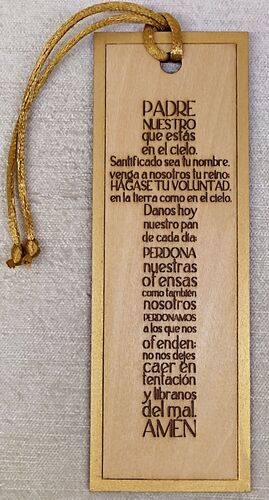 PADRE
NUESTRO
que estás
en el cielo.
Santificado sea tu nombre,
venga a nosotros tu reino;
HÁGASE TU VOLUNTAD,
en la tierra como en el cielo.
Danos hoy
nuestro pan
de cada día;
PERDONA
nuestras
ofensas
como también
nosotros
PERDONAMOS
a los que nos
ofenden;
no nos dejes
caer en
tentación
y líbranos
del mal.
AMÉN